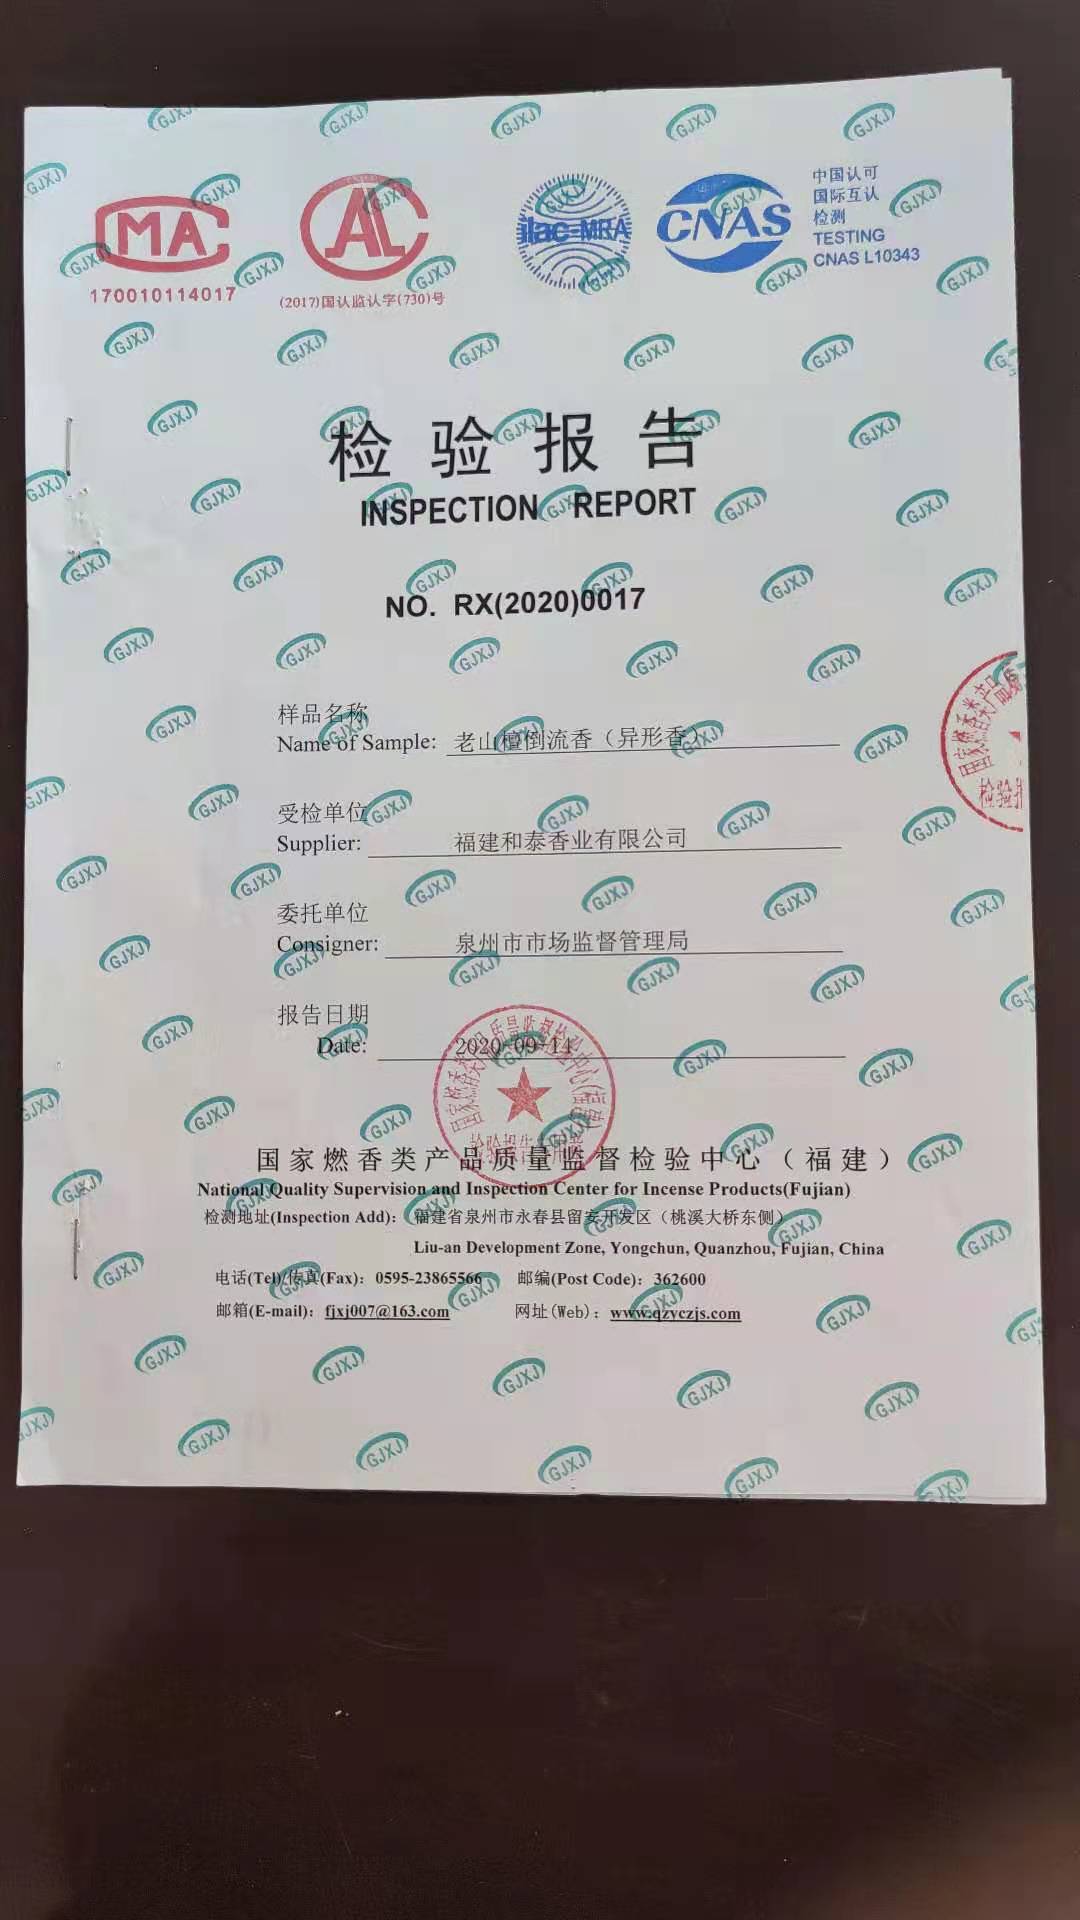 MA
170010114017
AL
(2017)国认监认字(730)号
ilac-MRA
CNAS
中国认可
国际互认
检测
TESTING
CNAS L10343
检验报告
INSPECTION REPORT
NO. RX(2020)0017
样品名称
Name of Sample: 老山檀倒流香（异形香）
受检单位
Supplier: 福建和泰香业有限公司
委托单位
Consigner: 泉州市市场监督管理局
报告日期
Date: 2020-09-14
国家燃香类产品质量监督检验中心（福建）
National Quality Supervision and Inspection Center for Incense Products(Fujian)
检测地址(Inspection Add)：福建省泉州市永春县留安开发区（桃溪大桥东侧）
Liu-an Development Zone, Yongchun, Quanzhou, Fujian, China
电话(Tel)/传真(Fax)：0595-23865566 邮编(Post Code)：362600
邮箱(E-mail)：fjxj007@163.com 网址(Web)：www.qzyczjs.com
GJXJ